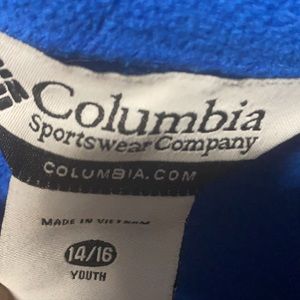 Columbia
Sportswear Company
COLUMBIA.COM
MADE IN VIETNAM
14/16
YOUTH